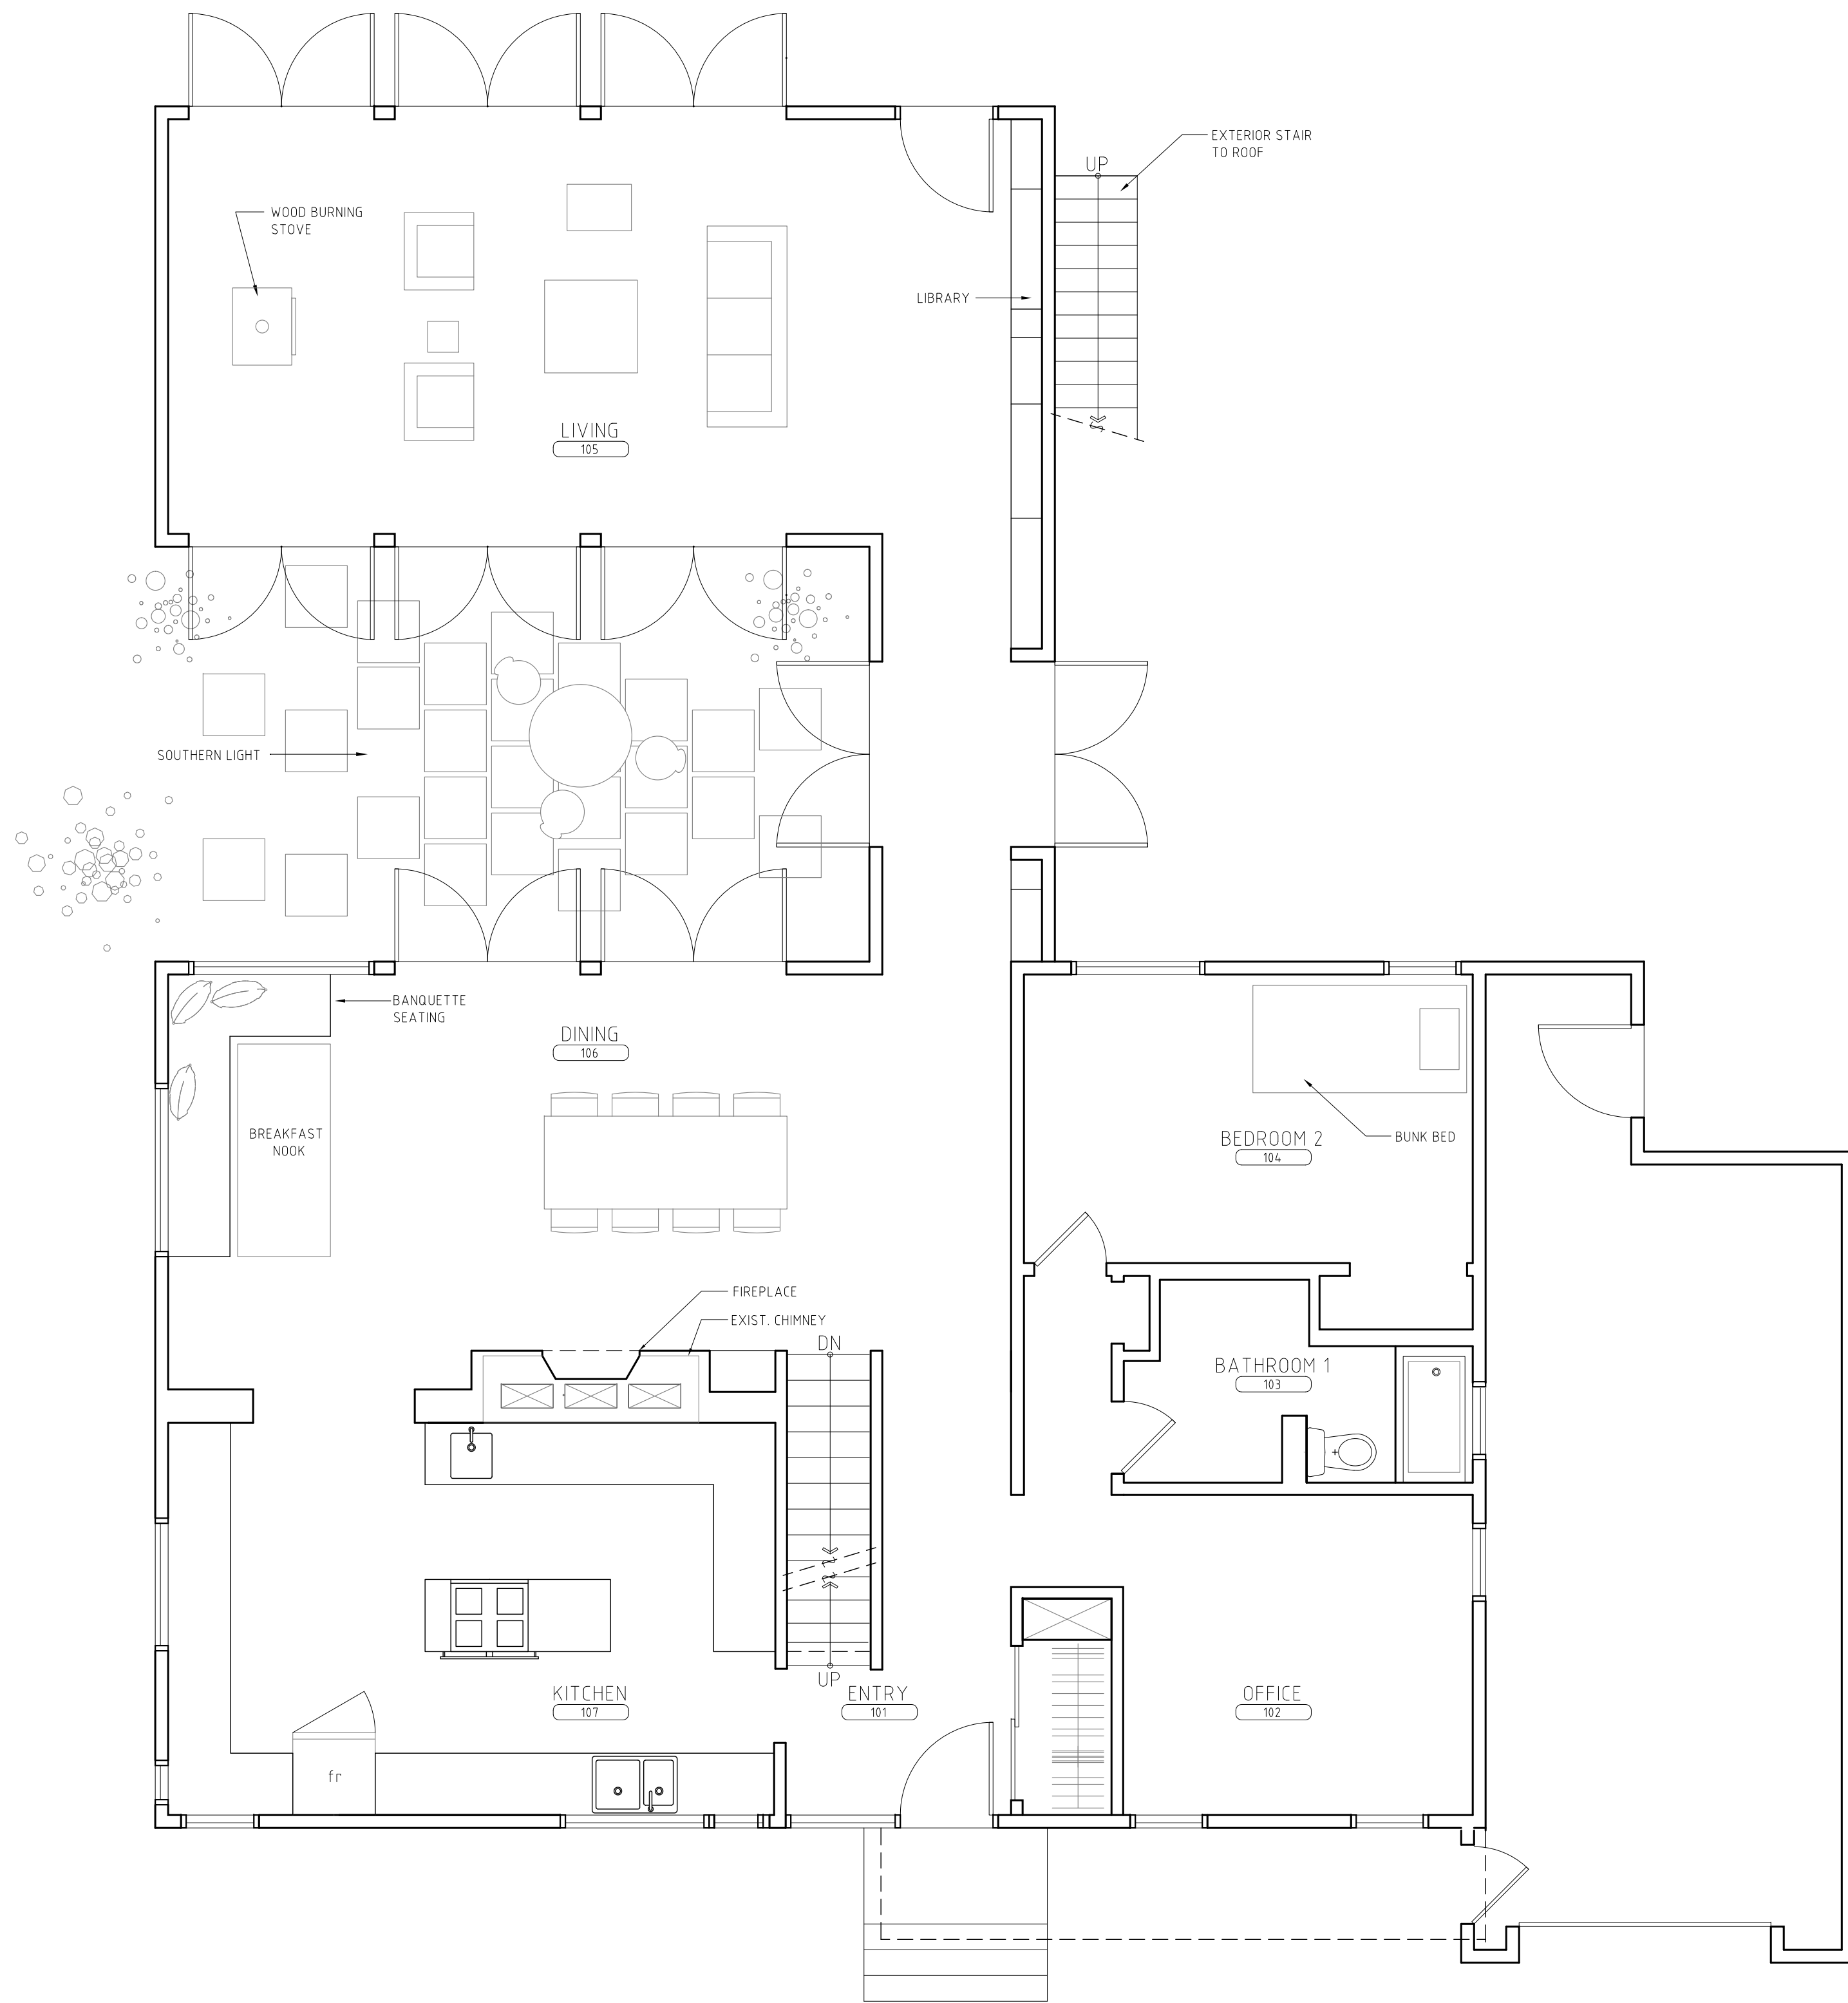 EXTERIOR STAIR
TO ROOF
UP
WOOD BURNING
STOVE
LIBRARY
LIVING
105
SOUTHERN LIGHT
BANQUETTE
SEATING
DINING
106
BREAKFAST
NOOK
BEDROOM 2
104
BUNK BED
FIREPLACE
EXIST. CHIMNEY
DN
BATHROOM 1
103
UP
KITCHEN
107
ENTRY
101
OFFICE
102
fr